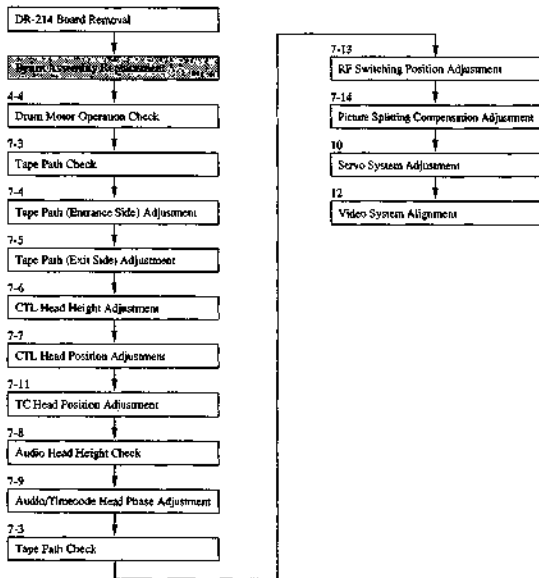 DR-214 Board Removal
Drum Assembly Replacement
4-4
Drum Motor Operation Check
7-3
Tape Path Check
7-4
Tape Path (Entrance Side) Adjustment
7-5
Tape Path (Exit Side) Adjustment
7-6
CTL Head Height Adjustment
7-7
CTL Head Position Adjustment
7-11
TC Head Position Adjustment
7-8
Audio Head Height Check
7-9
Audio/Timecode Head Phase Adjustment
7-3
Tape Path Check
7-13
RF Switching Position Adjustment
7-14
Picture Splitting Compensation Adjustment
10
Servo System Adjustment
12
Video System Alignment